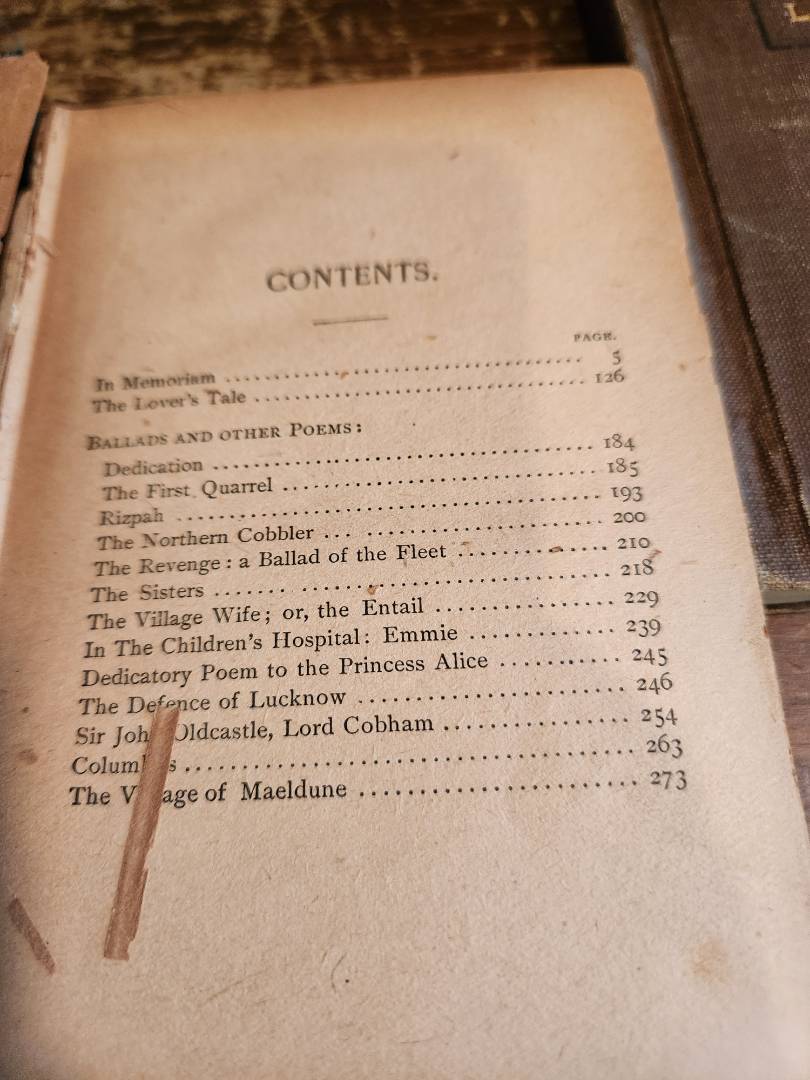 CONTENTS.
PAGE.
In Memoriam ........................................ 5
The Lover's Tale ........................................ 126
BALLADS AND OTHER POEMS:
Dedication ........................................ 184
The First Quarrel ........................................ 185
Rizpah ........................................ 193
The Northern Cobbler ........................................ 200
The Revenge: a Ballad of the Fleet .................. 210
The Sisters ........................................ 218
The Village Wife; or, the Entail .................. 229
In The Children's Hospital: Emmie .............. 239
Dedicatory Poem to the Princess Alice ........... 245
The Defence of Lucknow ........................... 246
Sir Joh Oldcastle, Lord Cobham .................. 254
Colum s ........................................ 263
The V age of Maeldune ........................... 273
L